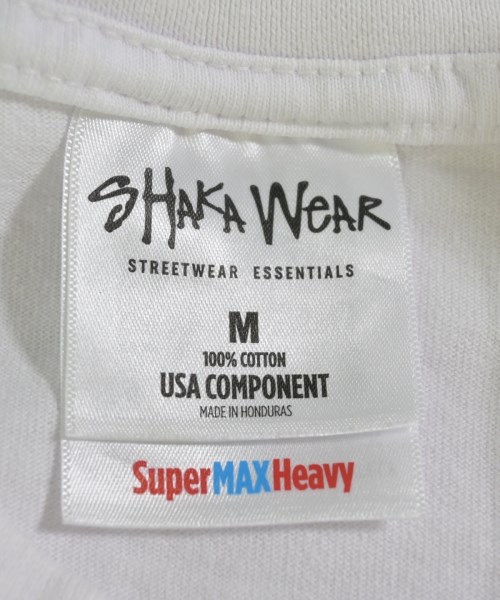 SHAKA WEAR
STREETWEAR ESSENTIALS
M
100% COTTON
USA COMPONENT
MADE IN HONDURAS
SuperMAXHeavy